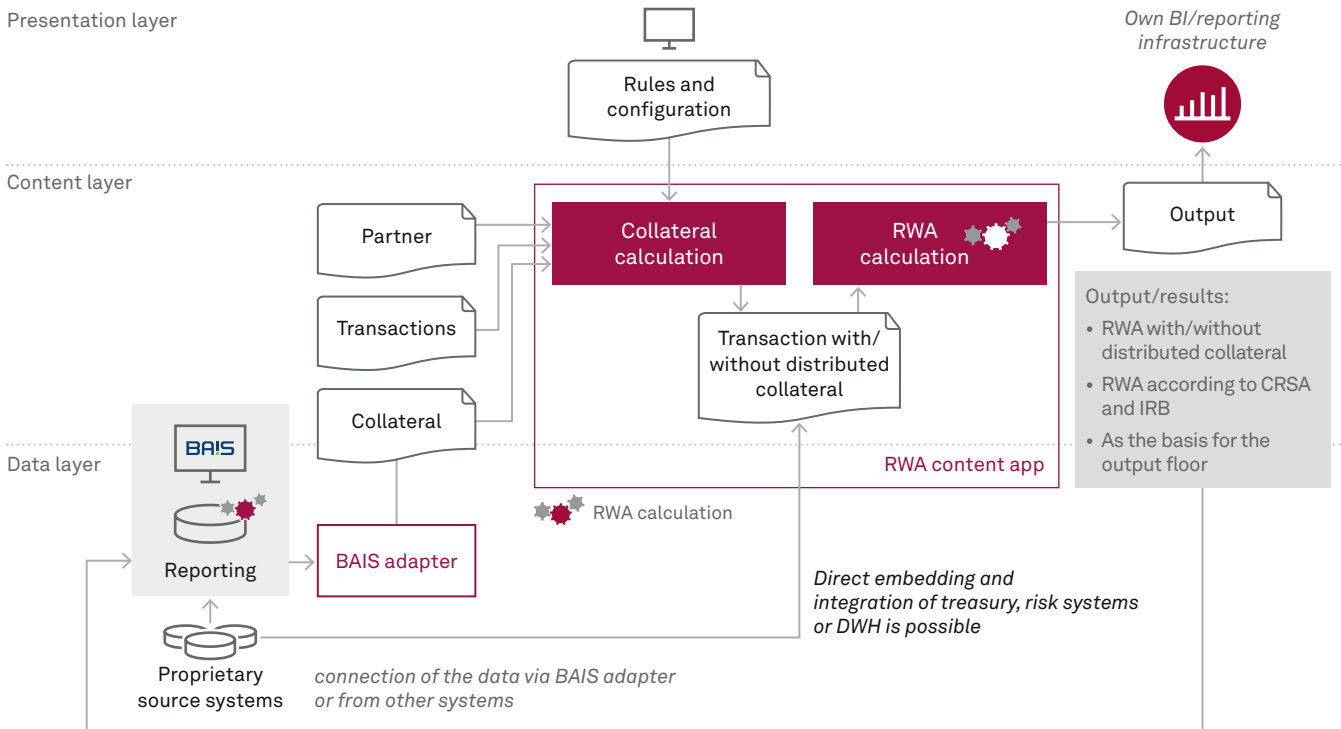 Presentation layer
Own BI/reporting
infrastructure
Rules and
configuration
Content layer
Partner
Transactions
Collateral
Collateral
calculation
RWA
calculation
Transaction with/
without distributed
collateral
RWA content app
Output
Output/results:
• RWA with/without
distributed collateral
• RWA according to CRSA
and IRB
• As the basis for the
output floor
Data layer
BA!S
Reporting
BAIS adapter
RWA calculation
Direct embedding and
integration of treasury, risk systems
or DWH is possible
Proprietary
source systems
connection of the data via BAIS adapter
or from other systems